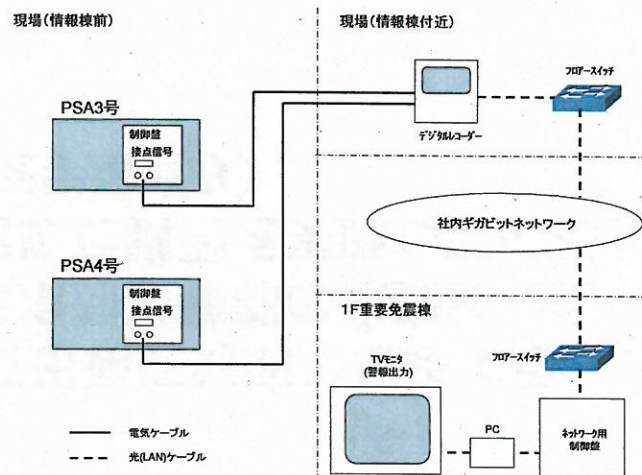 現場(情報棟前)
現場(情報棟付近)
フロアースイッチ
デジタルレコーダー
PSA3号
制御盤
接点信号
社内ギガビットネットワーク
PSA4号
制御盤
接点信号
1F重要免震棟
TVモニタ
(警報出力)
フロアースイッチ
PC
ネットワーク用
制御盤
電気ケーブル
光(LAN)ケーブル